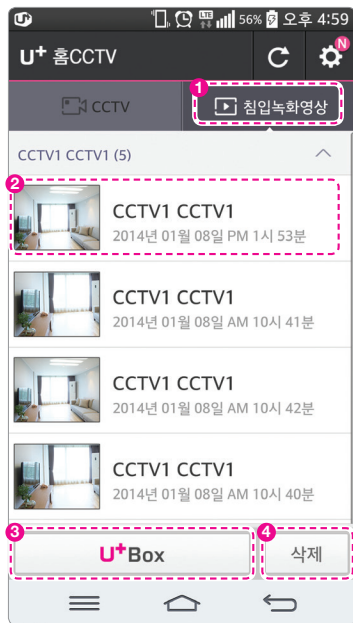 56% 오후 4:59
U+ 홈CCTV
N
1
CCTV
침입녹화영상
CCTV1 CCTV1 (5)
2
CCTV1 CCTV1
2014년 01월 08일 PM 1시 53분
CCTV1 CCTV1
2014년 01월 08일 AM 10시 41분
CCTV1 CCTV1
2014년 01월 08일 AM 10시 42분
CCTV1 CCTV1
2014년 01월 08일 AM 10시 40분
3
4
U+Box
삭제